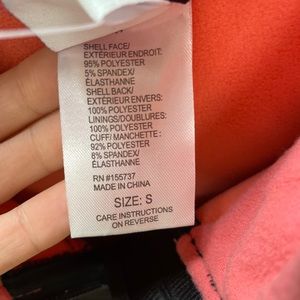 SHELL FACE/
EXTÉRIEUR ENDROIT:
95% POLYESTER
5% SPANDEX/
ÉLASTHANNE
SHELL BACK/
EXTÉRIEUR ENVERS:
100% POLYESTER
LININGS/DOUBLURES:
100% POLYESTER
CUFF/ MANCHETTE:
92% POLYESTER
8% SPANDEX/
ÉLASTHANNE
RN #155737
MADE IN CHINA
SIZE: S
CARE INSTRUCTIONS
ON REVERSE